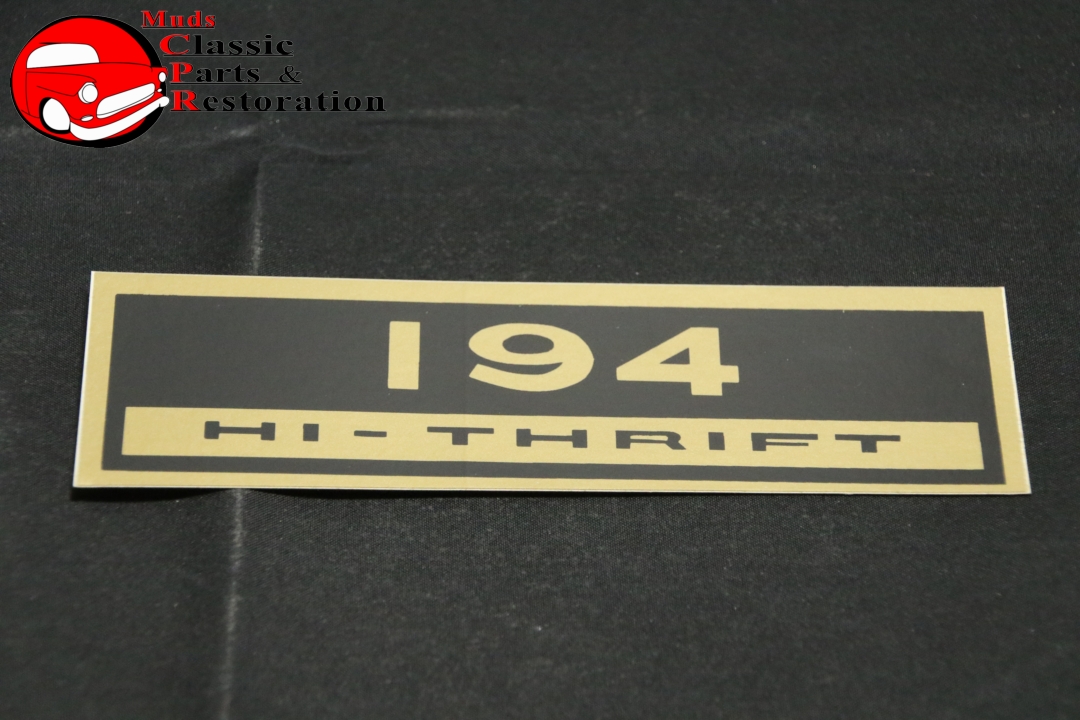 Muds
Classic
Parts &
Restoration
194
HI-THRIFT